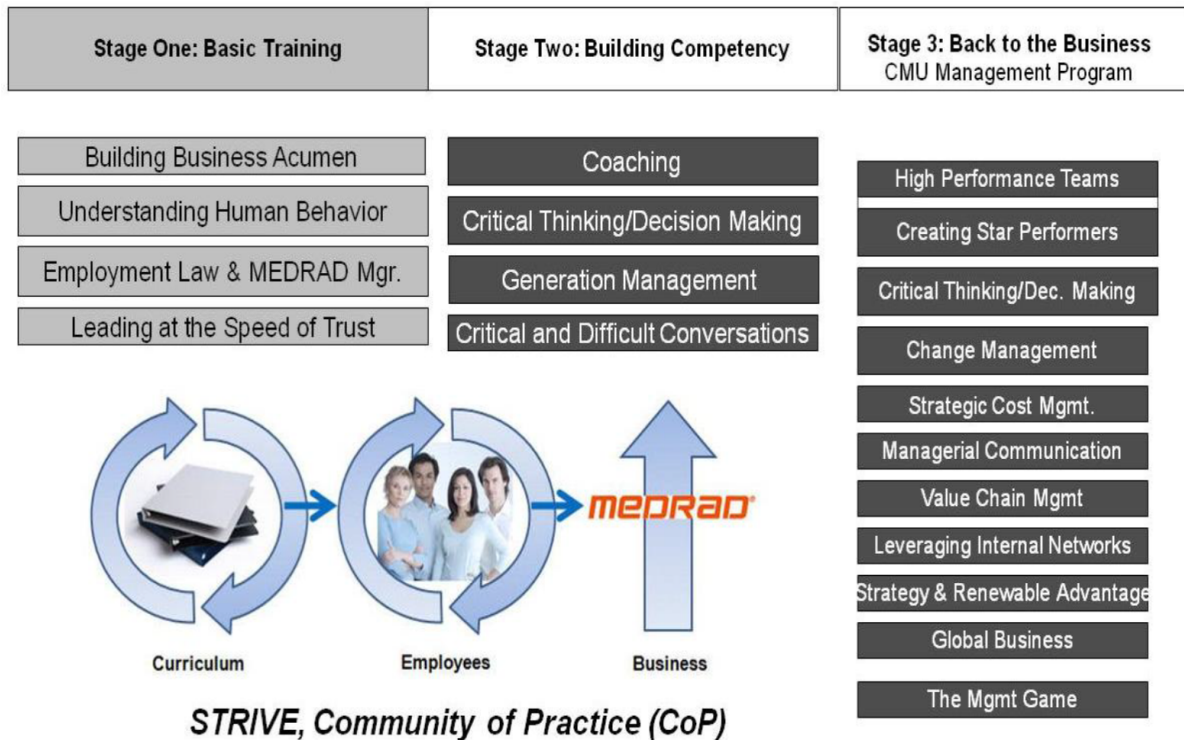 Stage One: Basic Training
Stage Two: Building Competency
Stage 3: Back to the Business
CMU Management Program
Building Business Acumen
Understanding Human Behavior
Employment Law & MEDRAD Mgr.
Leading at the Speed of Trust
Coaching
Critical Thinking/Decision Making
Generation Management
Critical and Difficult Conversations
High Performance Teams
Creating Star Performers
Critical Thinking/Dec. Making
Change Management
Strategic Cost Mgmt.
Managerial Communication
Value Chain Mgmt
Leveraging Internal Networks
Strategy & Renewable Advantage
Global Business
The Mgmt Game
MEDRAD®
Curriculum
Employees
Business
STRIVE, Community of Practice (CoP)